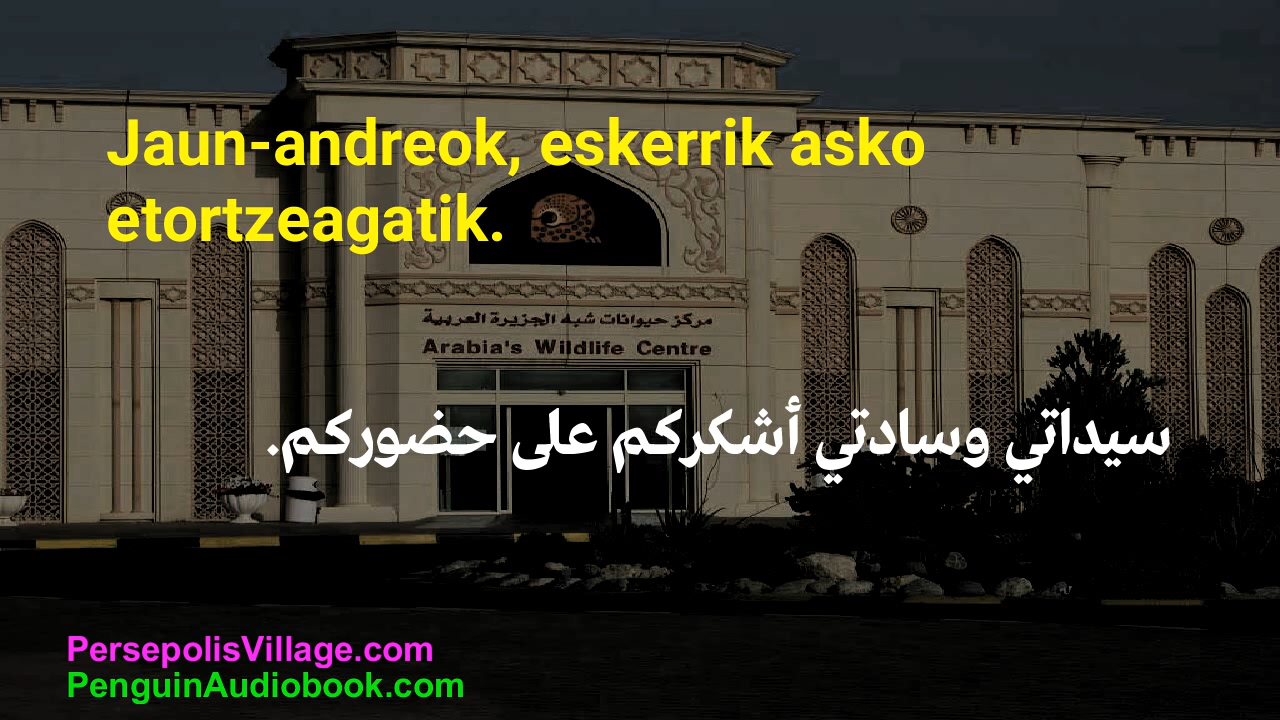 Jaun-andreok, eskerrik asko
etortzeagatik.
مركز حيوانات شبه الجزيرة العربية
Arabia's Wildlife Centre
سيداتي وسادتي أشكركم على حضوركم.
PersepolisVillage.com
PenguinAudiobook.com